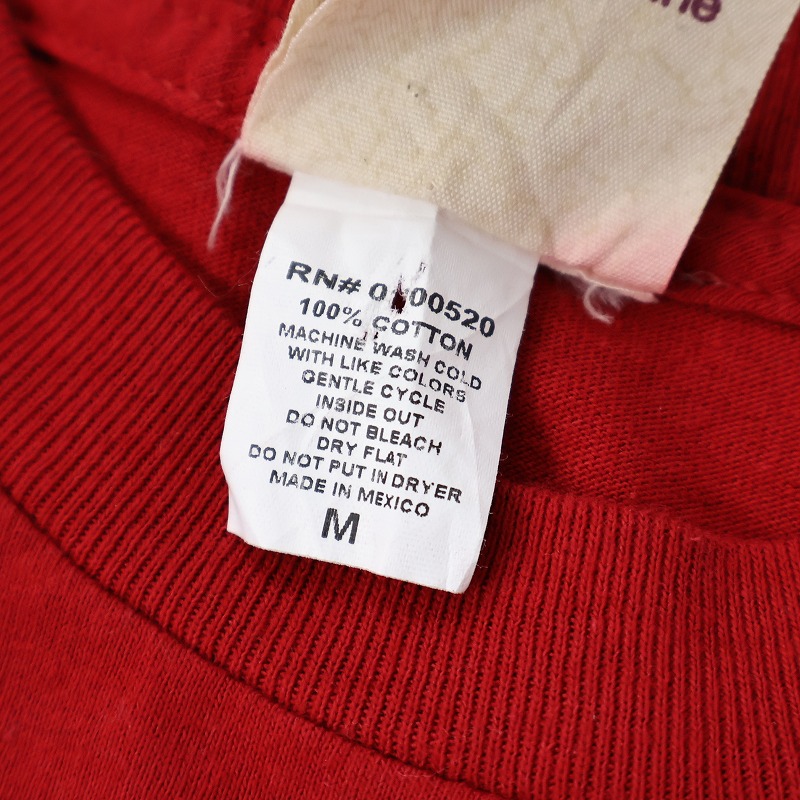 100% COTTON
MACHINE WASH COLD
WITH LIKE COLORS
GENTLE CYCLE
INSIDE OUT
DO NOT BLEACH
DRY FLAT
DO NOT PUT IN DRYER
MADE IN MEXICO
M
RN#